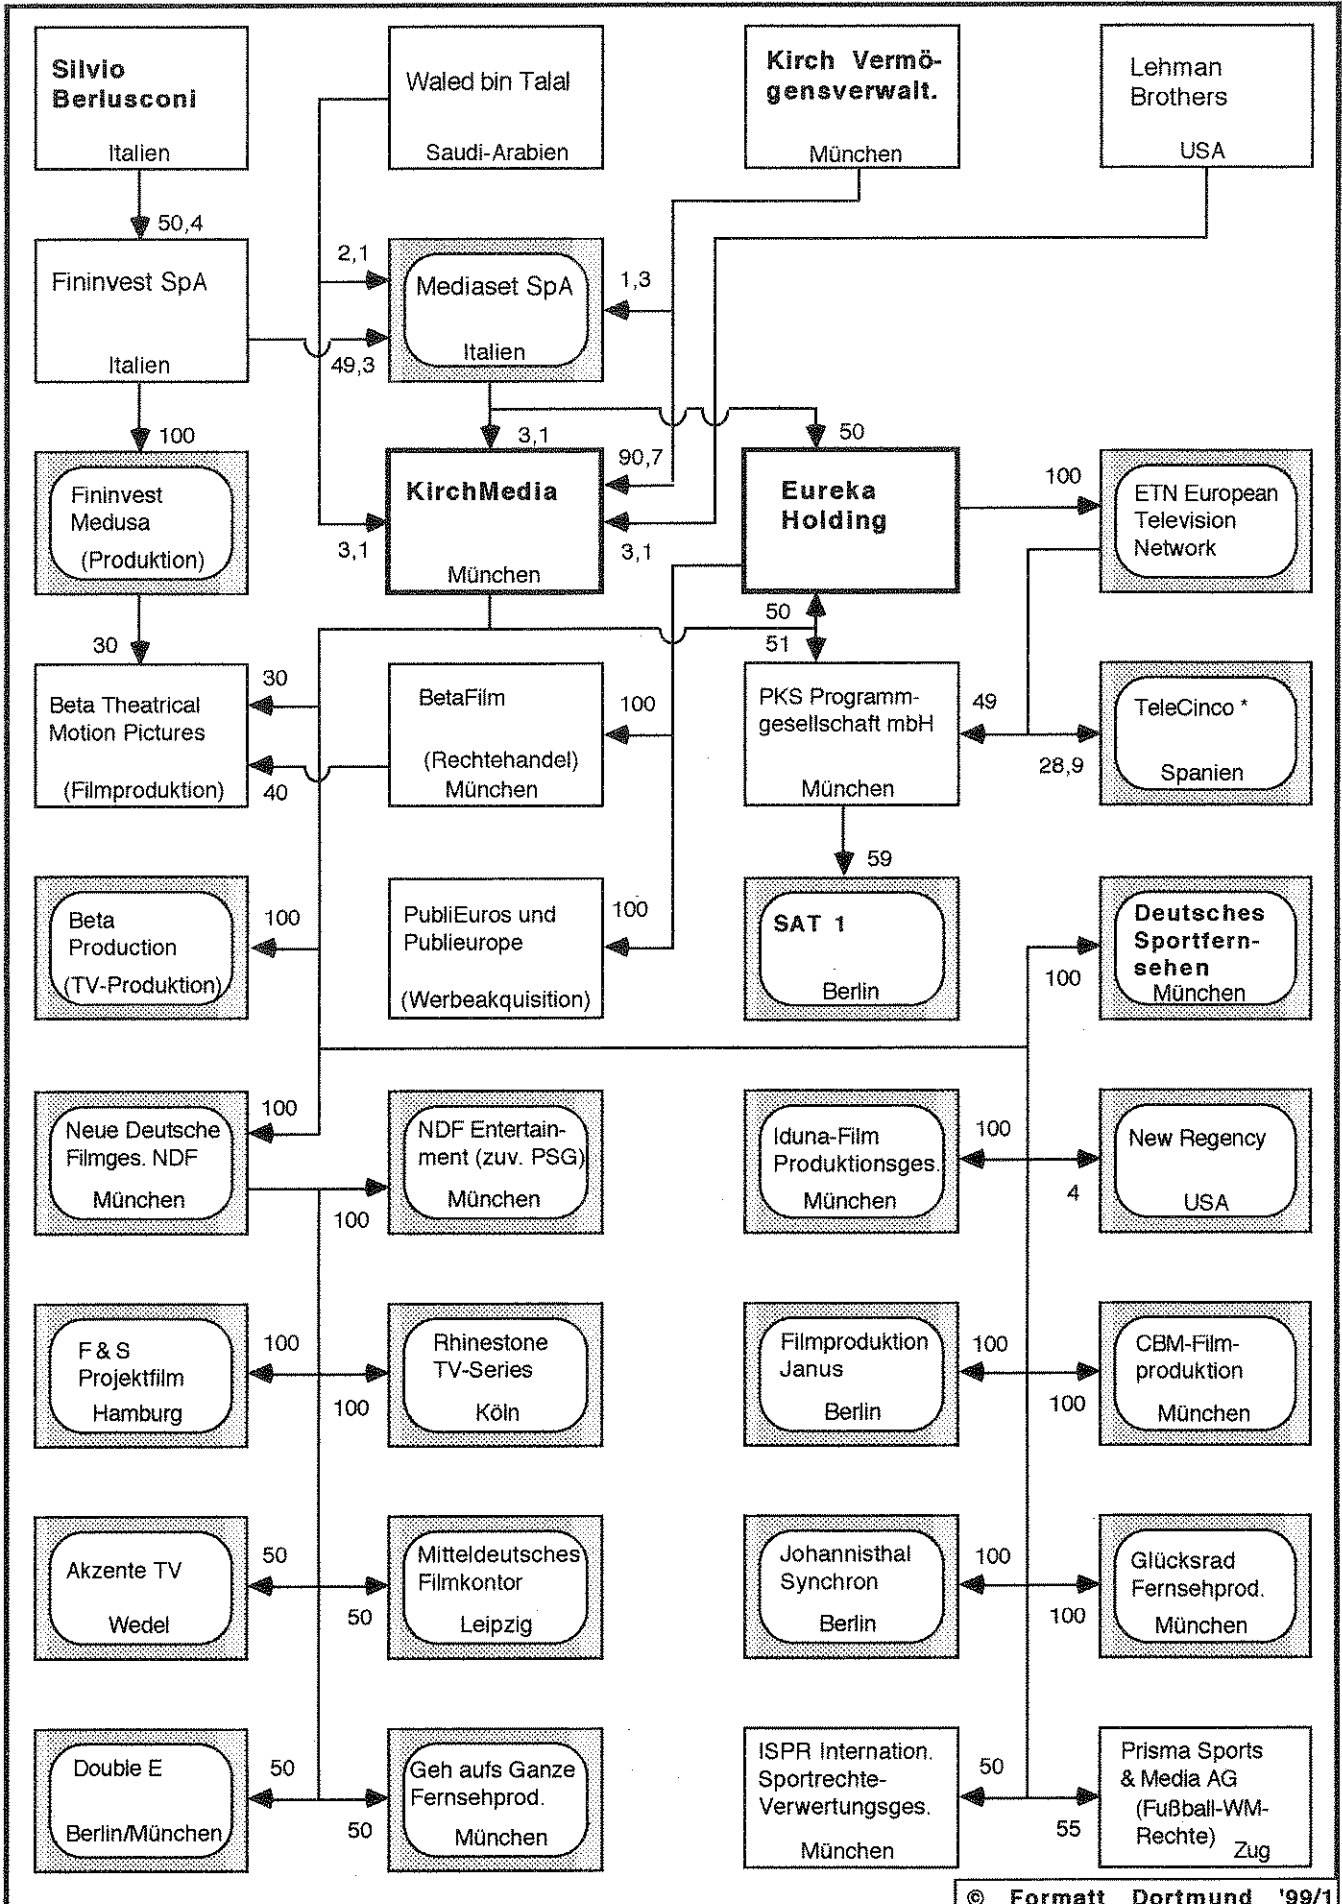 Silvio
Berlusconi
Italien
Waled bin Talal
Saudi-Arabien
Kirch Vermö-
gensverwalt.
München
Lehman
Brothers
USA
50,4
2,1
1,3
Fininvest SpA
Italien
Mediaset SpA
Italien
49,3
100
3,1
90,7
50
Fininvest
Medusa
(Produktion)
KirchMedia
München
3,1
3,1
Eureka
Holding
100
ETN European
Television
Network
50
51
30
30
Beta Theatrical
Motion Pictures
(Filmproduktion)
40
BetaFilm
(Rechtehandel)
München
100
PKS Programm-
gesellschaft mbH
München
49
28,9
TeleCinco *
Spanien
59
Beta
Production
(TV-Produktion)
100
PubliEuros und
Publieurope
(Werbeakquisition)
100
SAT 1
Berlin
100
Deutsches
Sportfern-
sehen
München
Neue Deutsche
Filmges. NDF
München
100
100
NDF Entertain-
ment (zuv. PSG)
München
Iduna-Film
Produktionsges.
München
100
4
New Regency
USA
F & S
Projektfilm
Hamburg
100
100
Rhinestone
TV-Series
Köln
Filmproduktion
Janus
Berlin
100
100
CBM-Film-
produktion
München
Akzente TV
Wedel
50
50
Mitteldeutsches
Filmkontor
Leipzig
Johannisthal
Synchron
Berlin
100
100
Glücksrad
Fernsehprod.
München
Double E
Berlin/München
50
50
Geh aufs Ganze
Fernsehprod.
München
ISPR Internation.
Sportrechte-
Verwertungsges.
München
50
55
Prisma Sports
& Media AG
(Fußball-WM-
Rechte)
Zug
© Formatt Dortmund '99/1